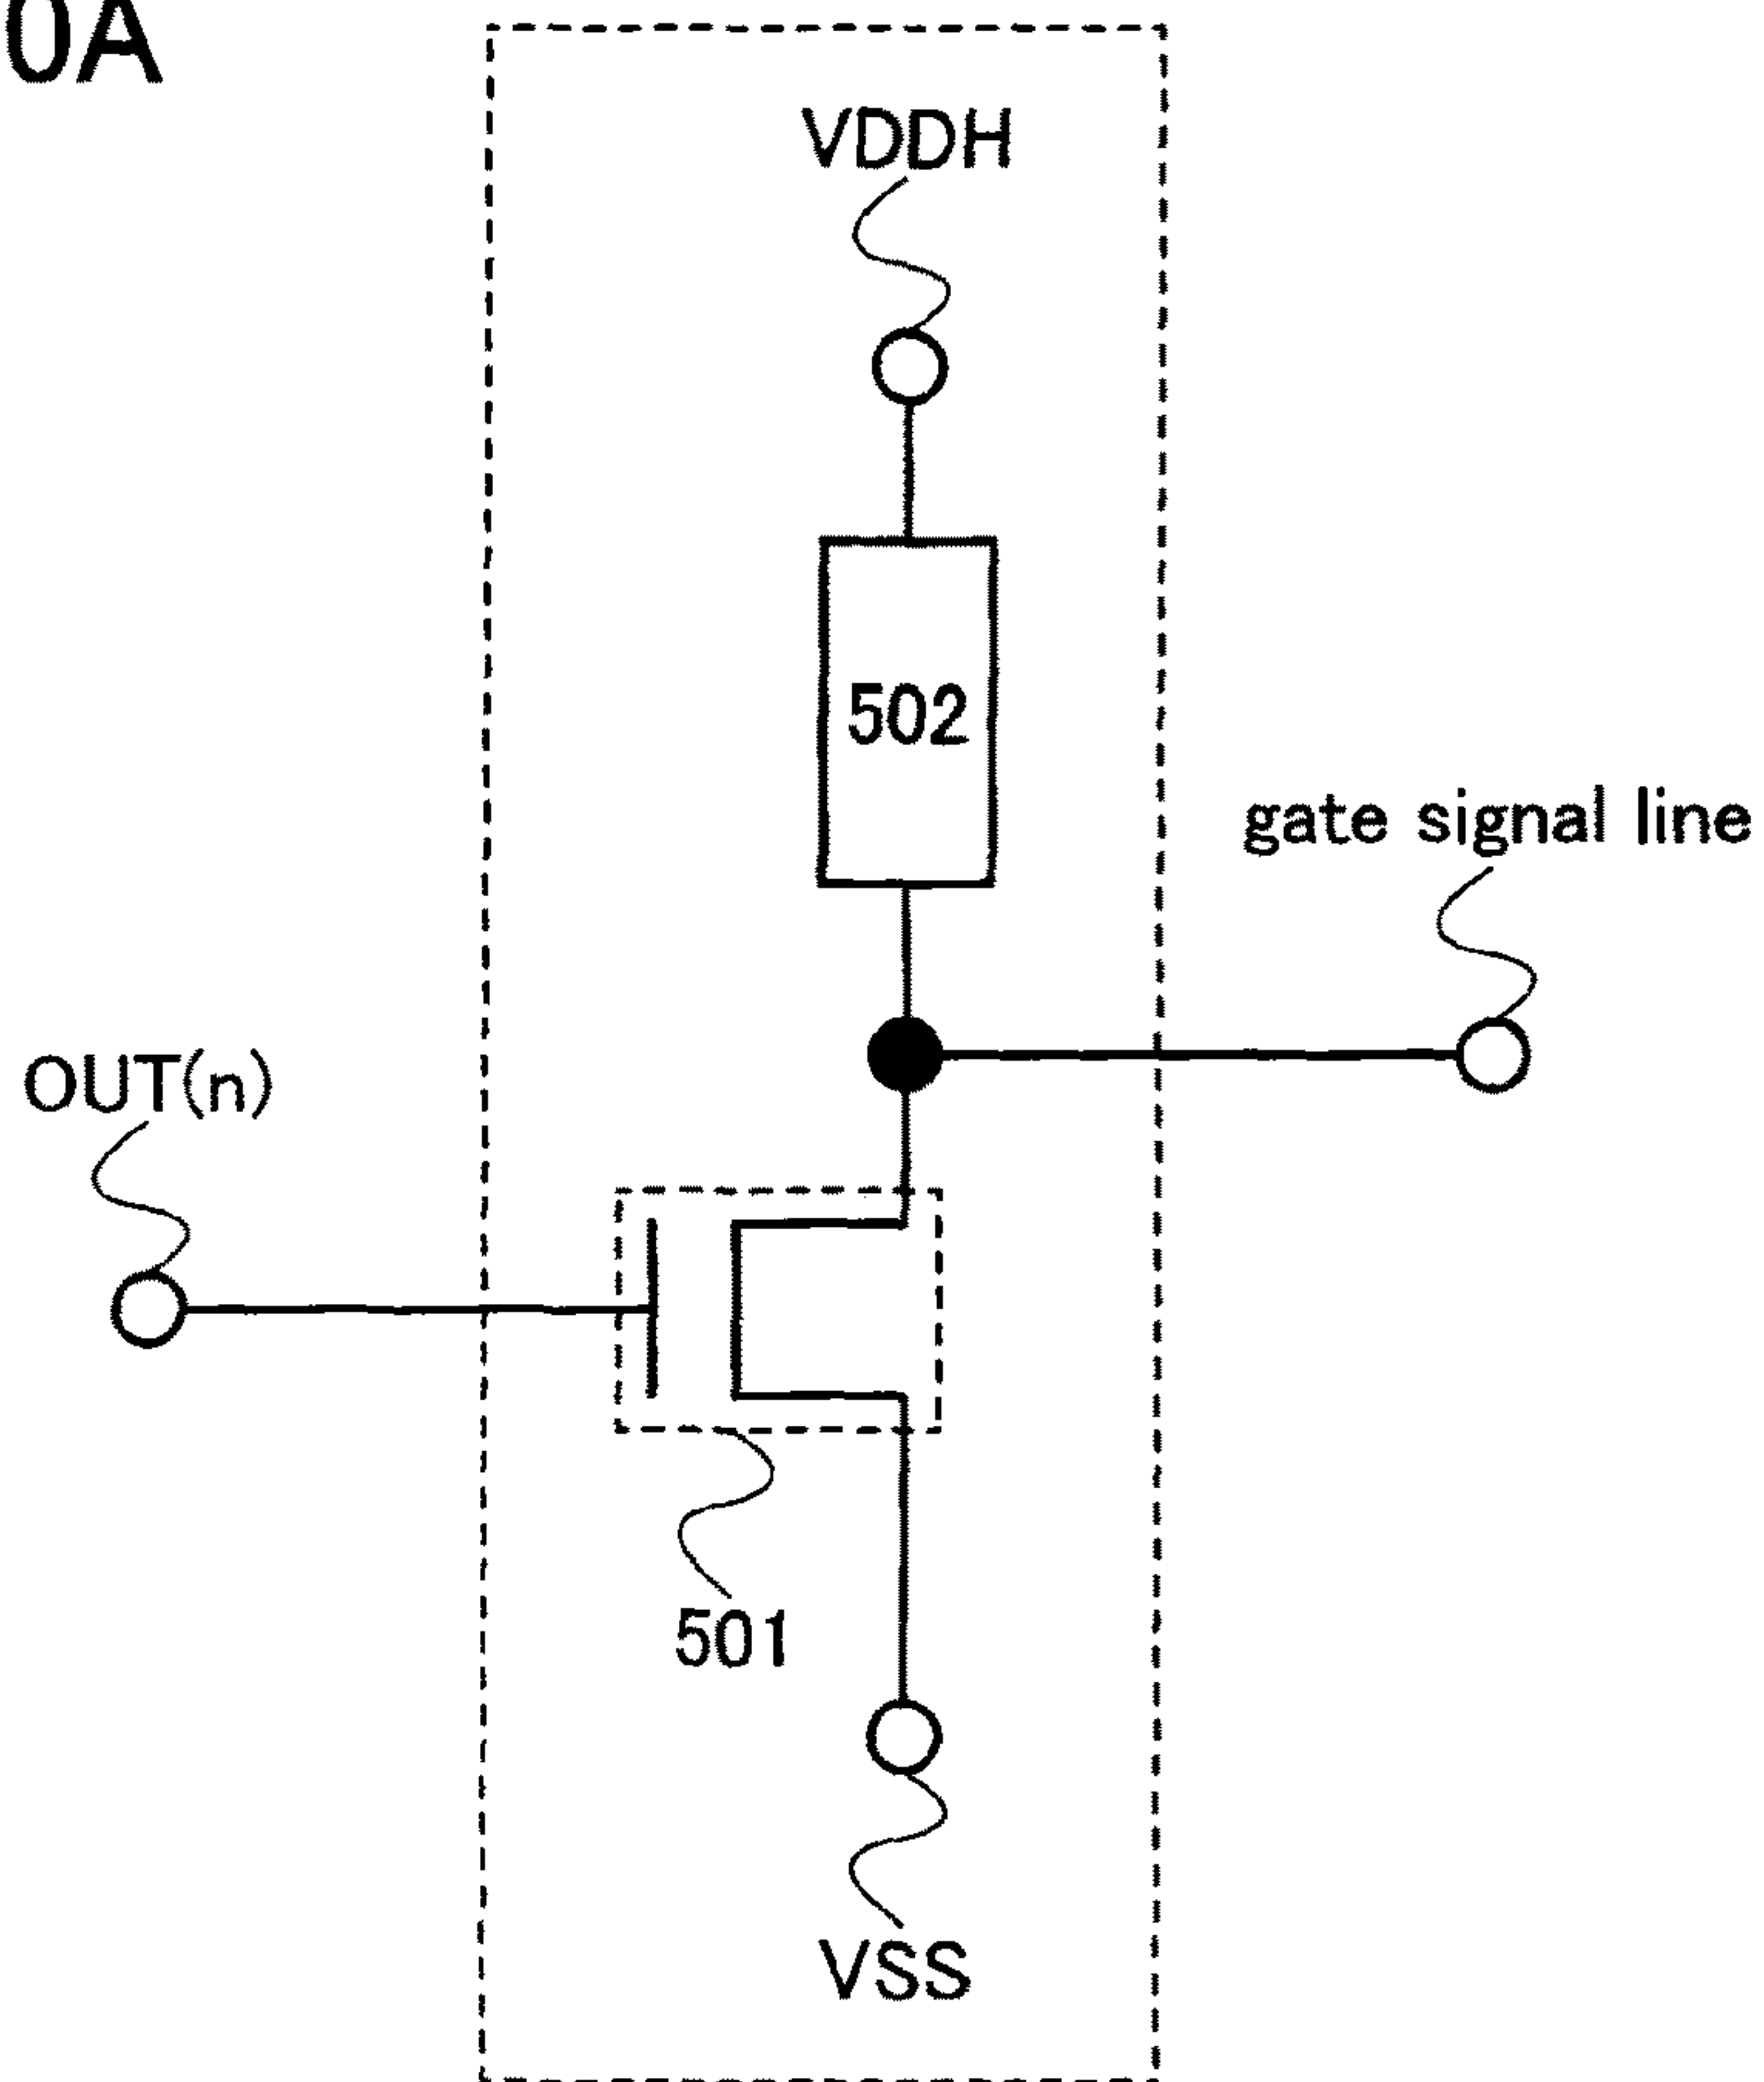 0A
VDDH
502
gate signal line
OUT(n)
501
VSS